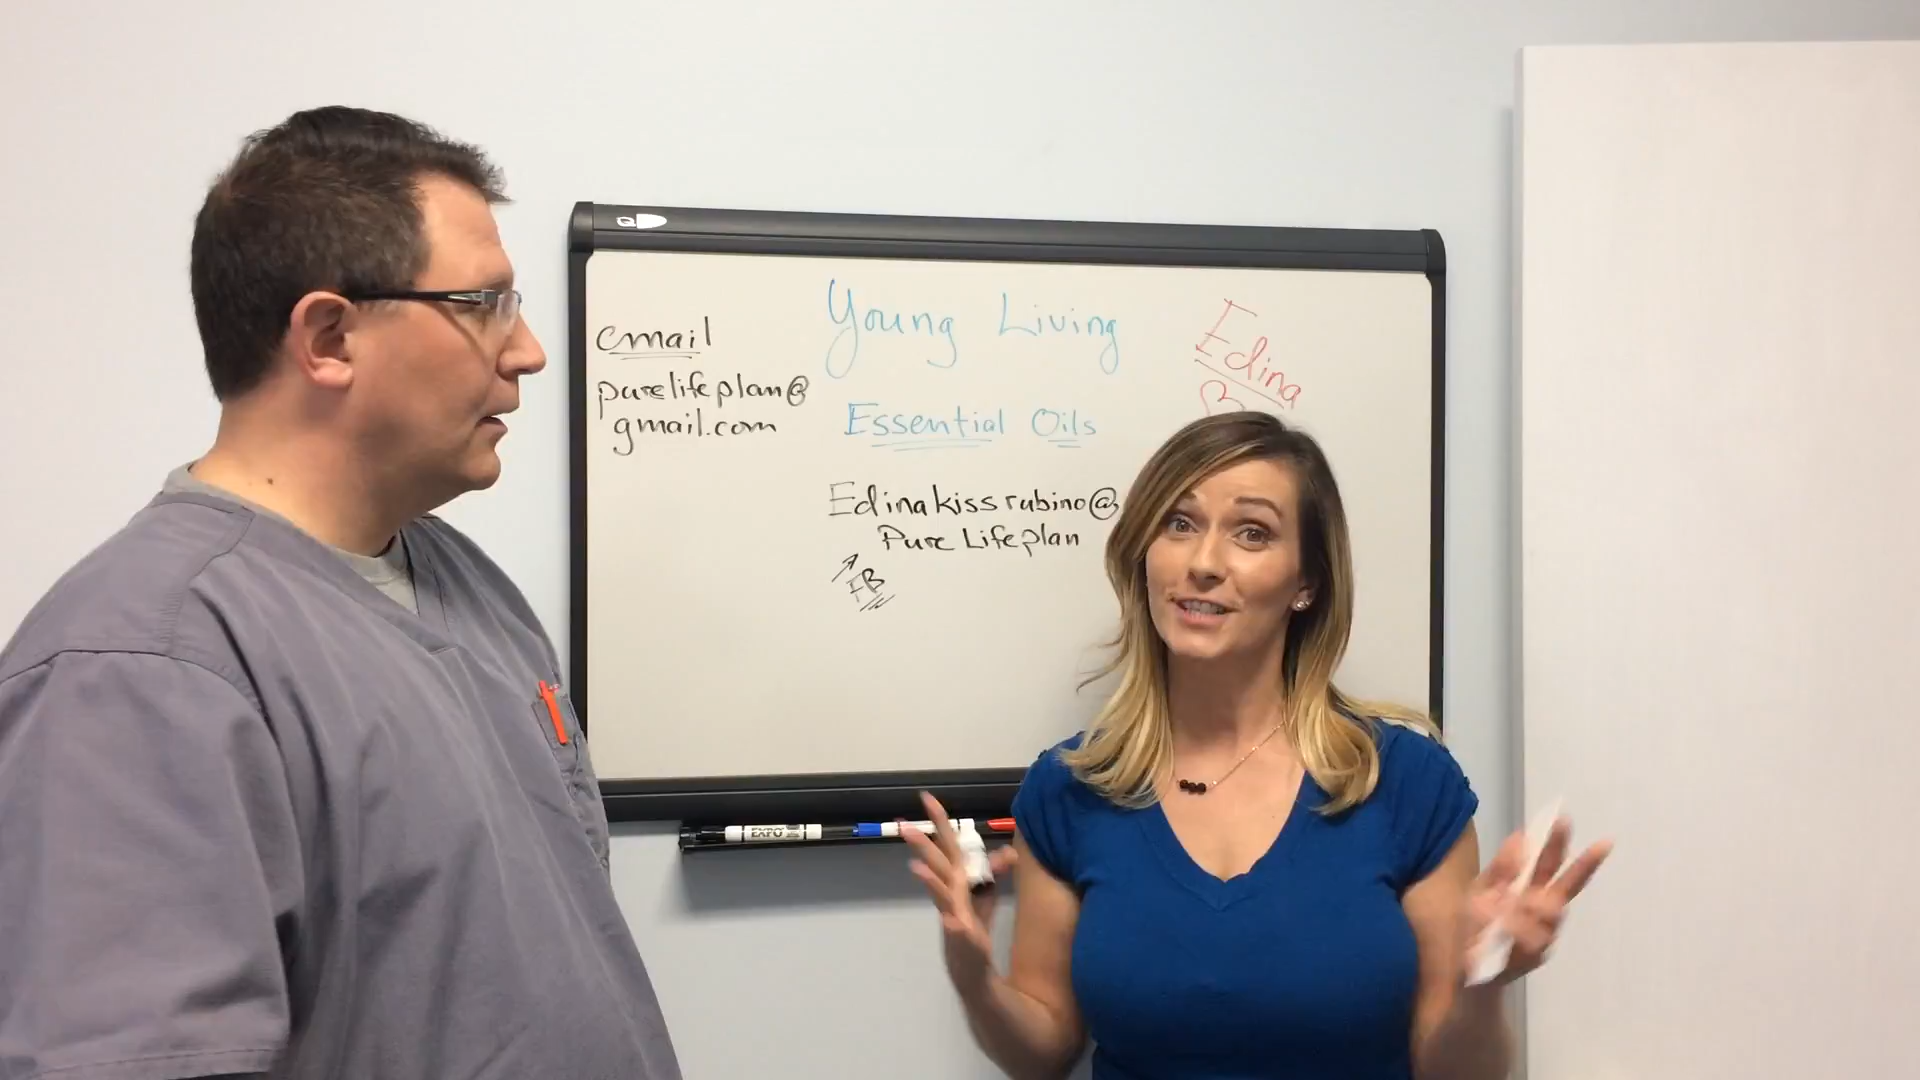 email
purelifeplan@
gmail.com
Young Living
Essential Oils
Edinakissrubino@
Pure Lifeplan
FB
Edina
EXPO